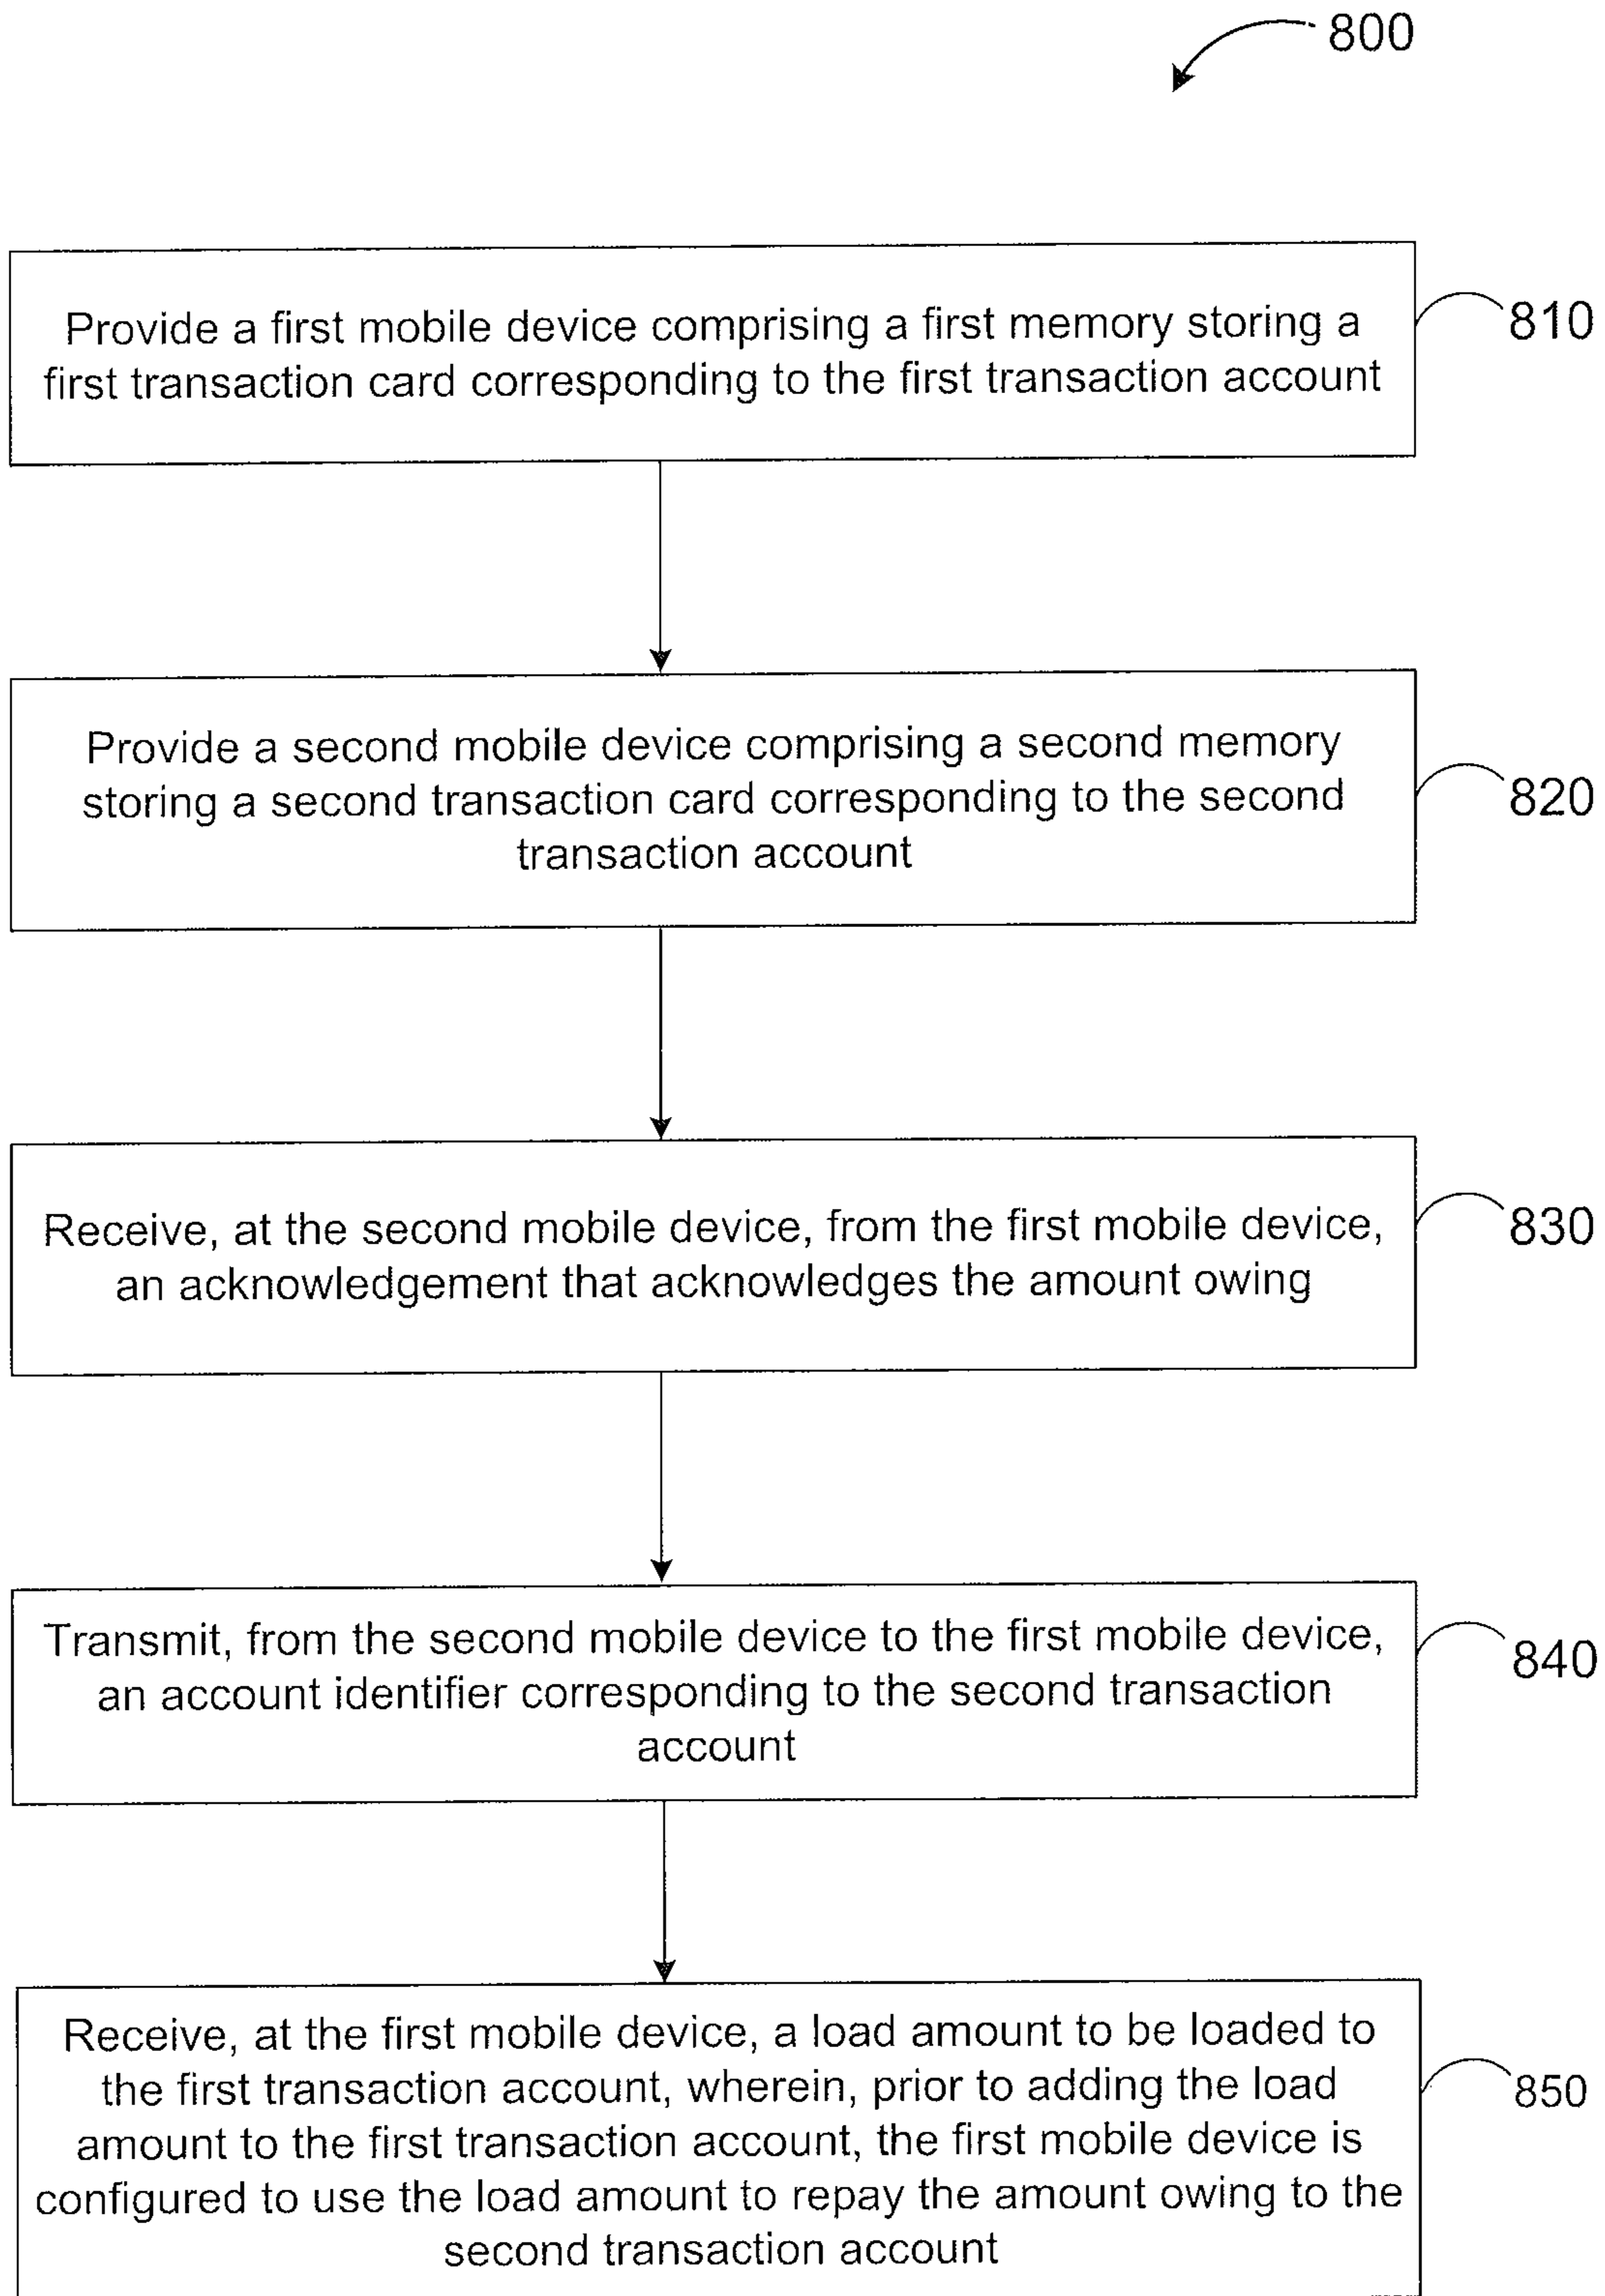 800
Provide a first mobile device comprising a first memory storing a
first transaction card corresponding to the first transaction account
810
Provide a second mobile device comprising a second memory
storing a second transaction card corresponding to the second
transaction account
820
Receive, at the second mobile device, from the first mobile device,
an acknowledgement that acknowledges the amount owing
830
Transmit, from the second mobile device to the first mobile device,
an account identifier corresponding to the second transaction
account
840
Receive, at the first mobile device, a load amount to be loaded to
the first transaction account, wherein, prior to adding the load
amount to the first transaction account, the first mobile device is
configured to use the load amount to repay the amount owing to the
second transaction account
850